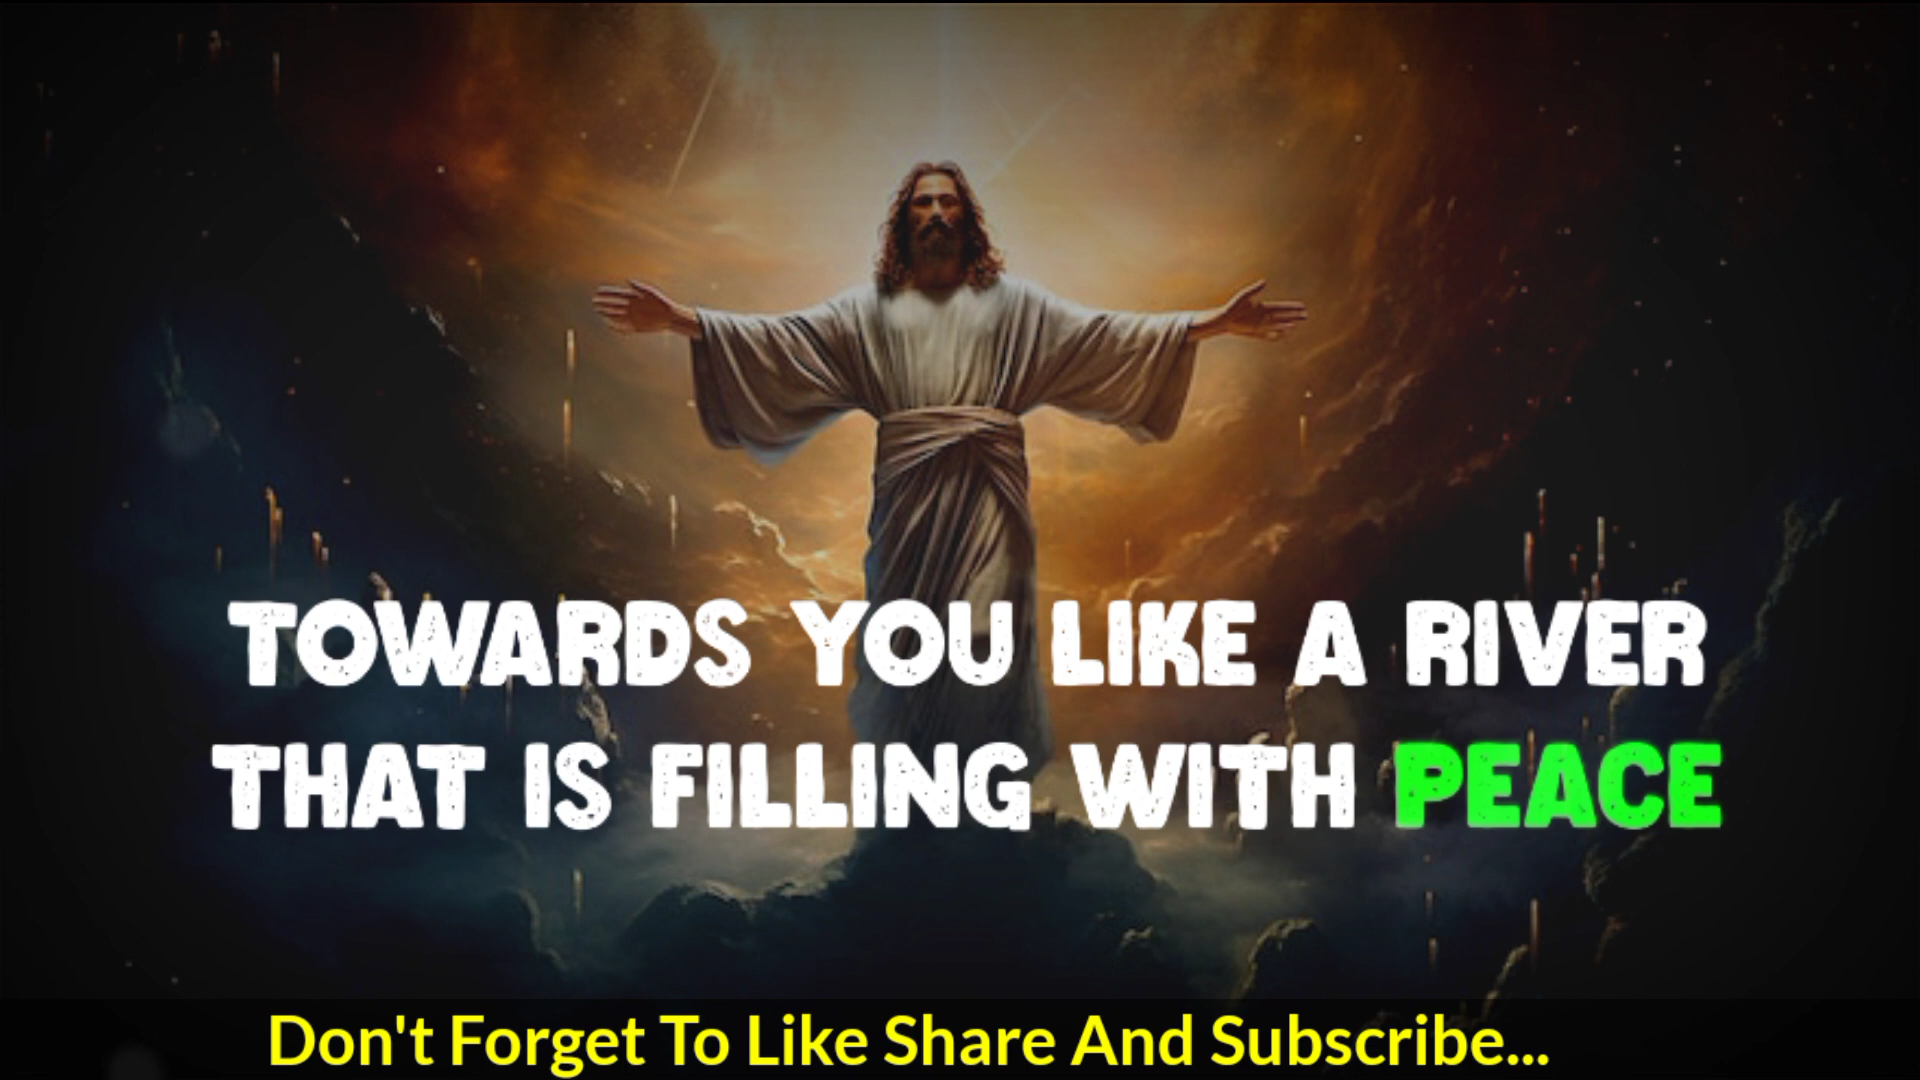 TOWARDS YOU LIKE A RIVER
THAT IS FILLING WITH PEACE
Don't Forget To Like Share And Subscribe...